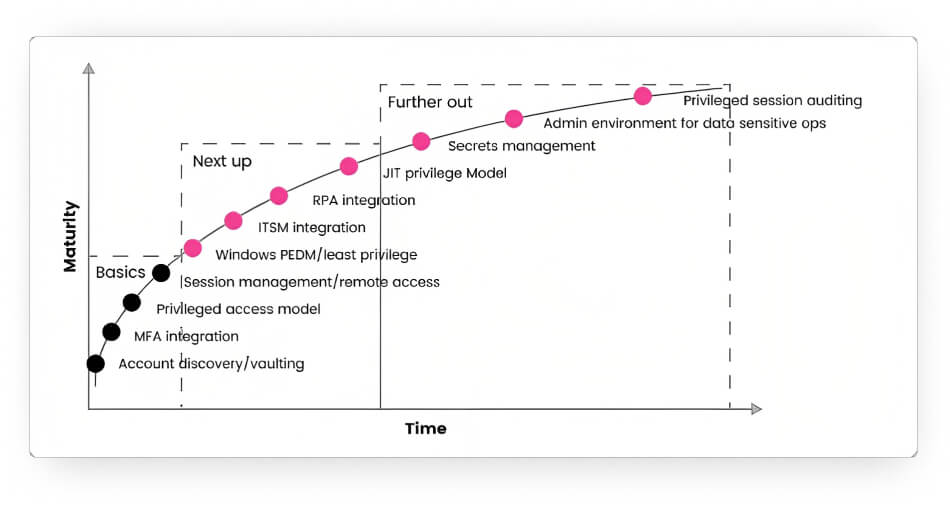 Further out
Privileged session auditing
Admin environment for data sensitive ops
Secrets management
Next up
JIT privilege Model
RPA integration
ITSM integration
Windows PEDM/least privilege
Basics
Session management/remote access
Privileged access model
MFA integration
Account discovery/vaulting
Maturity
Time